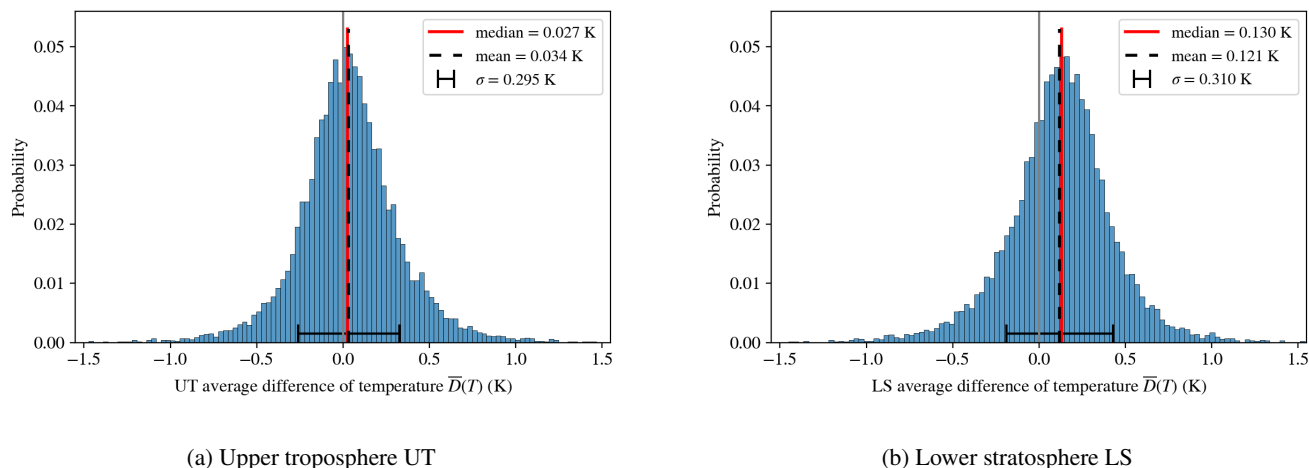 median = 0.027 K
mean = 0.034 K
σ = 0.295 K
Probability
0.05
0.04
0.03
0.02
0.01
0.00
−1.5 −1.0 −0.5 0.0 0.5 1.0 1.5
UT average difference of temperature D̅(T) (K)
(a) Upper troposphere UT
median = 0.130 K
mean = 0.121 K
σ = 0.310 K
Probability
0.05
0.04
0.03
0.02
0.01
0.00
−1.5 −1.0 −0.5 0.0 0.5 1.0 1.5
LS average difference of temperature D̅(T) (K)
(b) Lower stratosphere LS